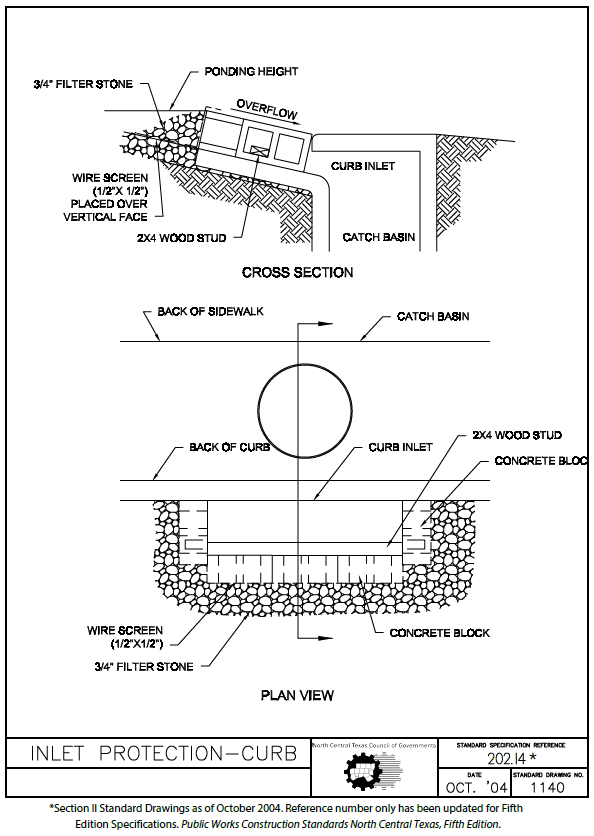 PONDING HEIGHT
3/4" FILTER STONE
OVERFLOW
CURB INLET
WIRE SCREEN
(1/2"X 1/2")
PLACED OVER
VERTICAL FACE
2X4 WOOD STUD
CATCH BASIN
CROSS SECTION
BACK OF SIDEWALK
CATCH BASIN
BACK OF CURB
CURB INLET
2X4 WOOD STUD
CONCRETE BLOC
WIRE SCREEN
(1/2"X1/2")
CONCRETE BLOCK
3/4" FILTER STONE
PLAN VIEW
INLET PROTECTION-CURB
North Central Texas Council of Governments
STANDARD SPECIFICATION REFERENCE
202.14*
DATE
OCT. '04
STANDARD DRAWING NO.
1140
*Section II Standard Drawings as of October 2004. Reference number only has been updated for Fifth
Edition Specifications. Public Works Construction Standards North Central Texas, Fifth Edition.